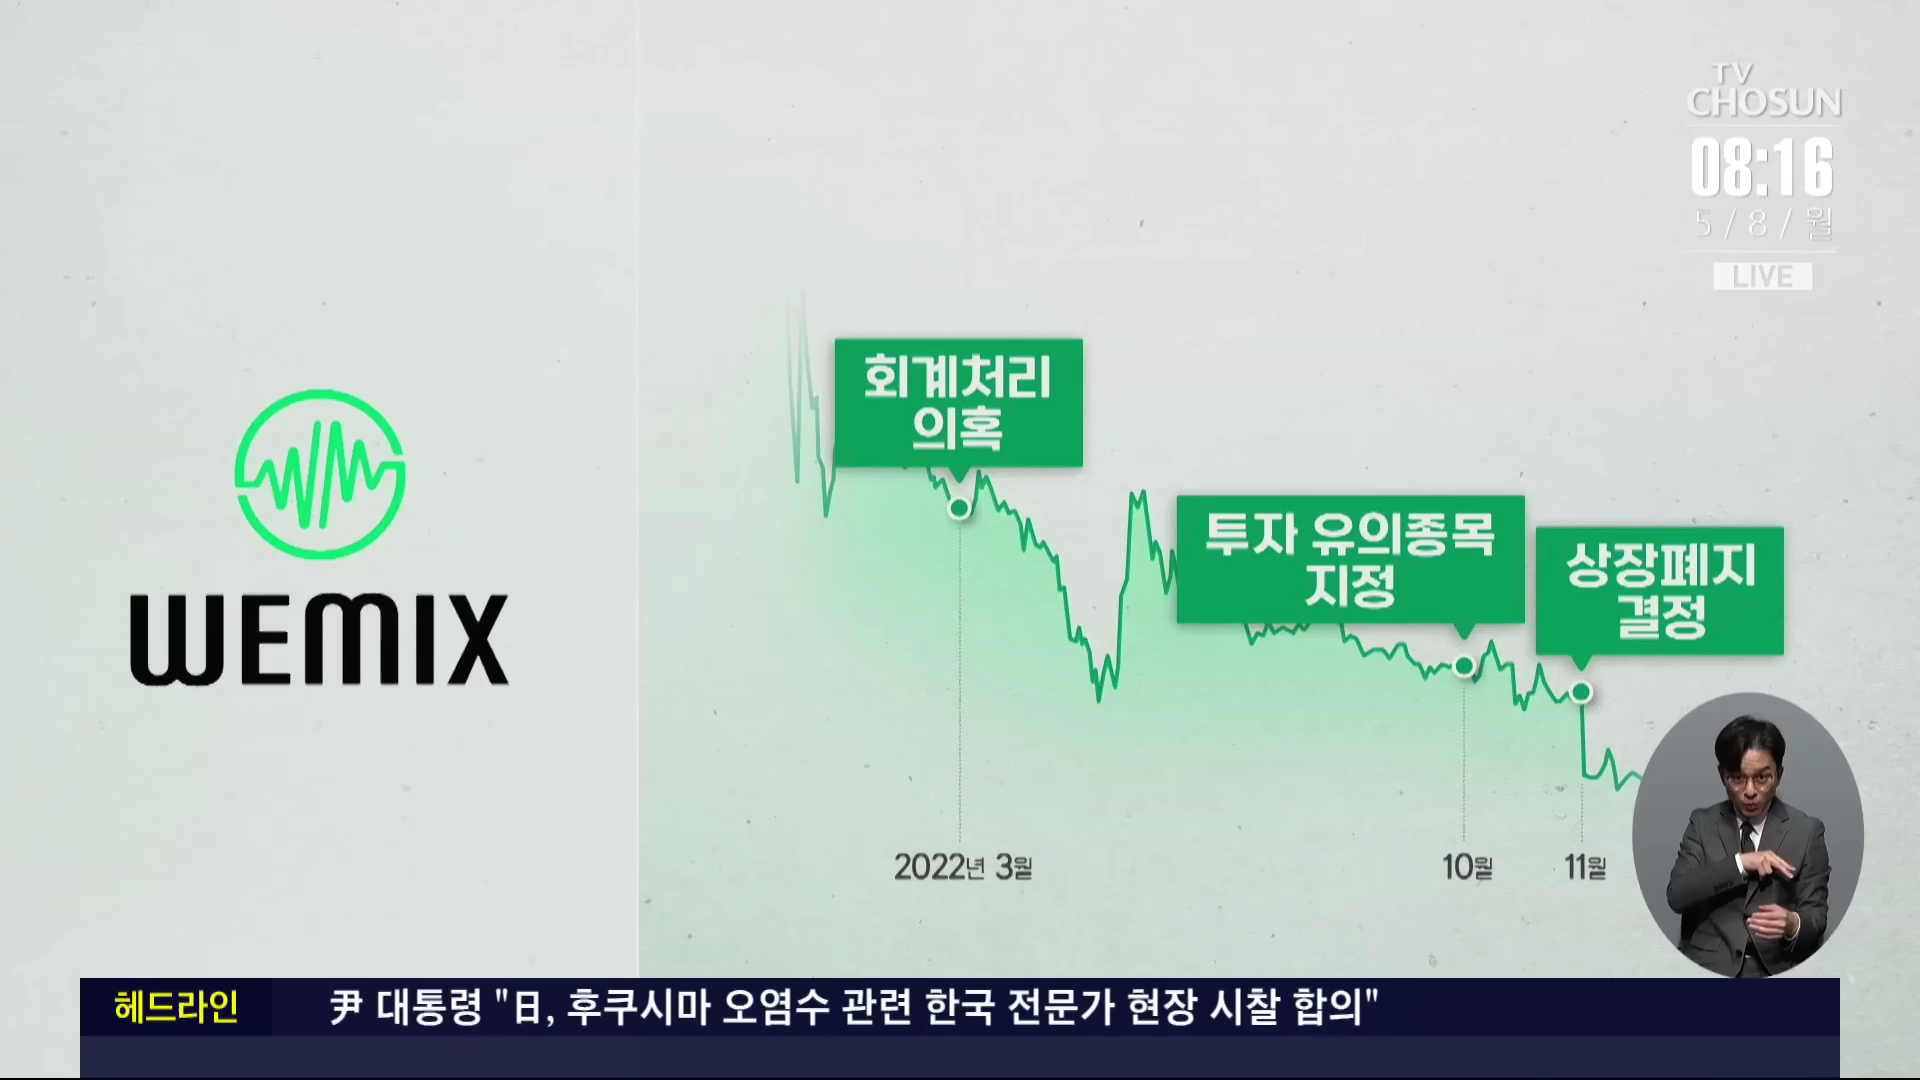 TV
CHOSUN
08:16
5/8/월
LIVE
회계처리
의혹
투자 유의종목
지정
상장폐지
결정
WEMIX
2022년 3월
10월
11월
헤드라인
尹 대통령 "日, 후쿠시마 오염수 관련 한국 전문가 현장 시찰 합의"